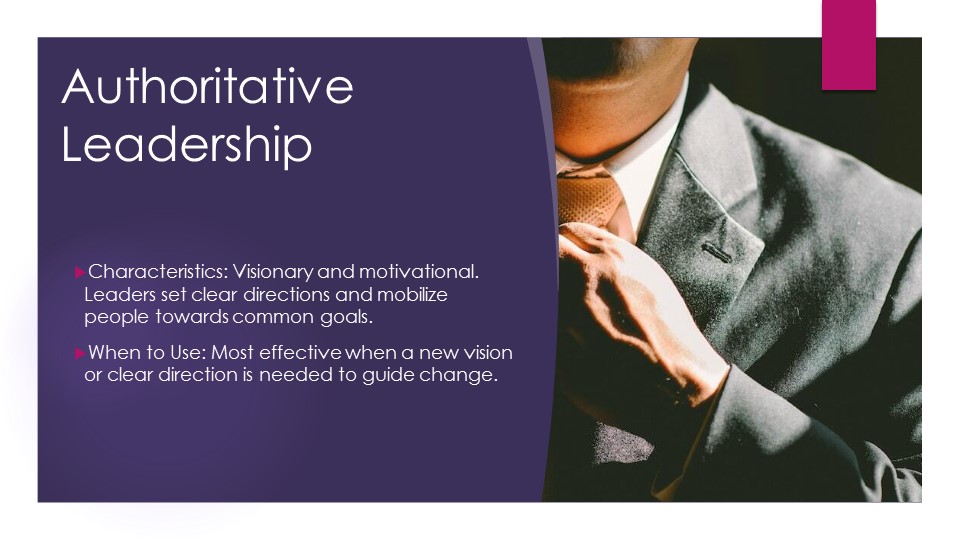 Authoritative
Leadership
Characteristics: Visionary and motivational.
Leaders set clear directions and mobilize
people towards common goals.
When to Use: Most effective when a new vision
or clear direction is needed to guide change.